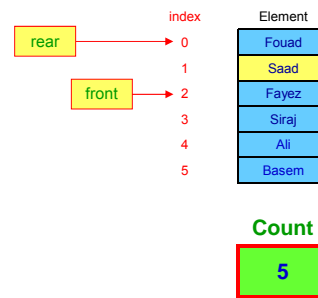 index Element
rear 0 Fouad
1 Saad
front 2 Fayez
3 Siraj
4 Ali
5 Basem
Count
5